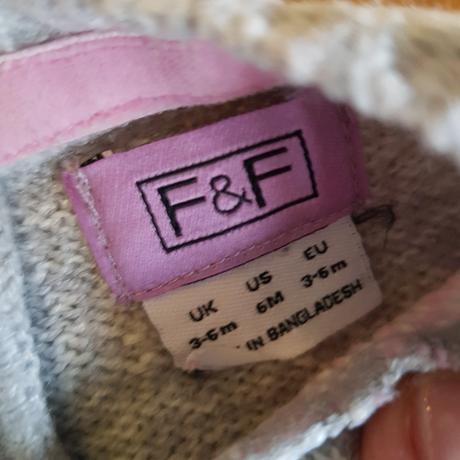 F&F
UK US EU
3-6m 6M 3-6m
IN BANGLADESH